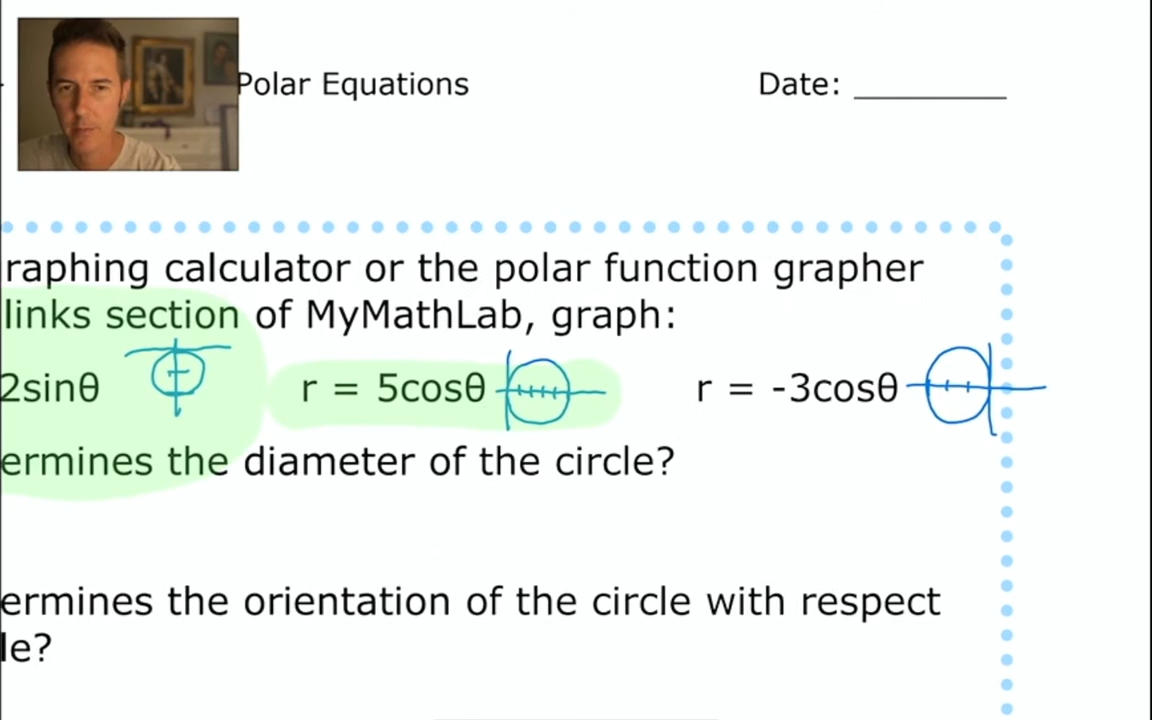 Polar Equations Date: __________
raphing calculator or the polar function grapher
links section of MyMathLab, graph:
2sinθ r = 5cosθ r = -3cosθ
ermines the diameter of the circle?
ermines the orientation of the circle with respect
le?